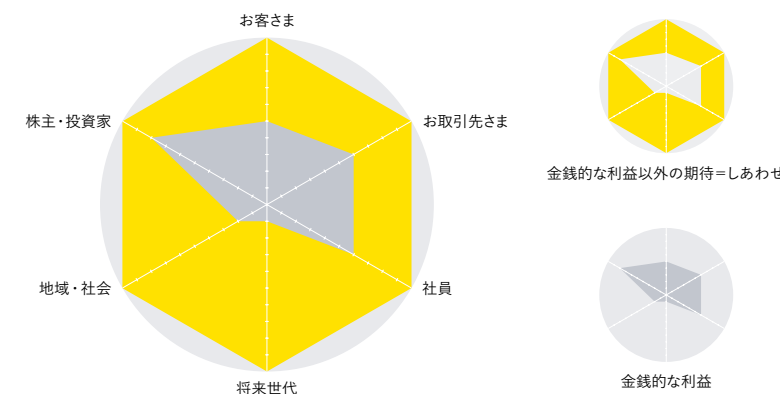 お客さま
株主・投資家
お取引先さま
地域・社会
社員
将来世代
金銭的な利益以外の期待=しあわせ
金銭的な利益